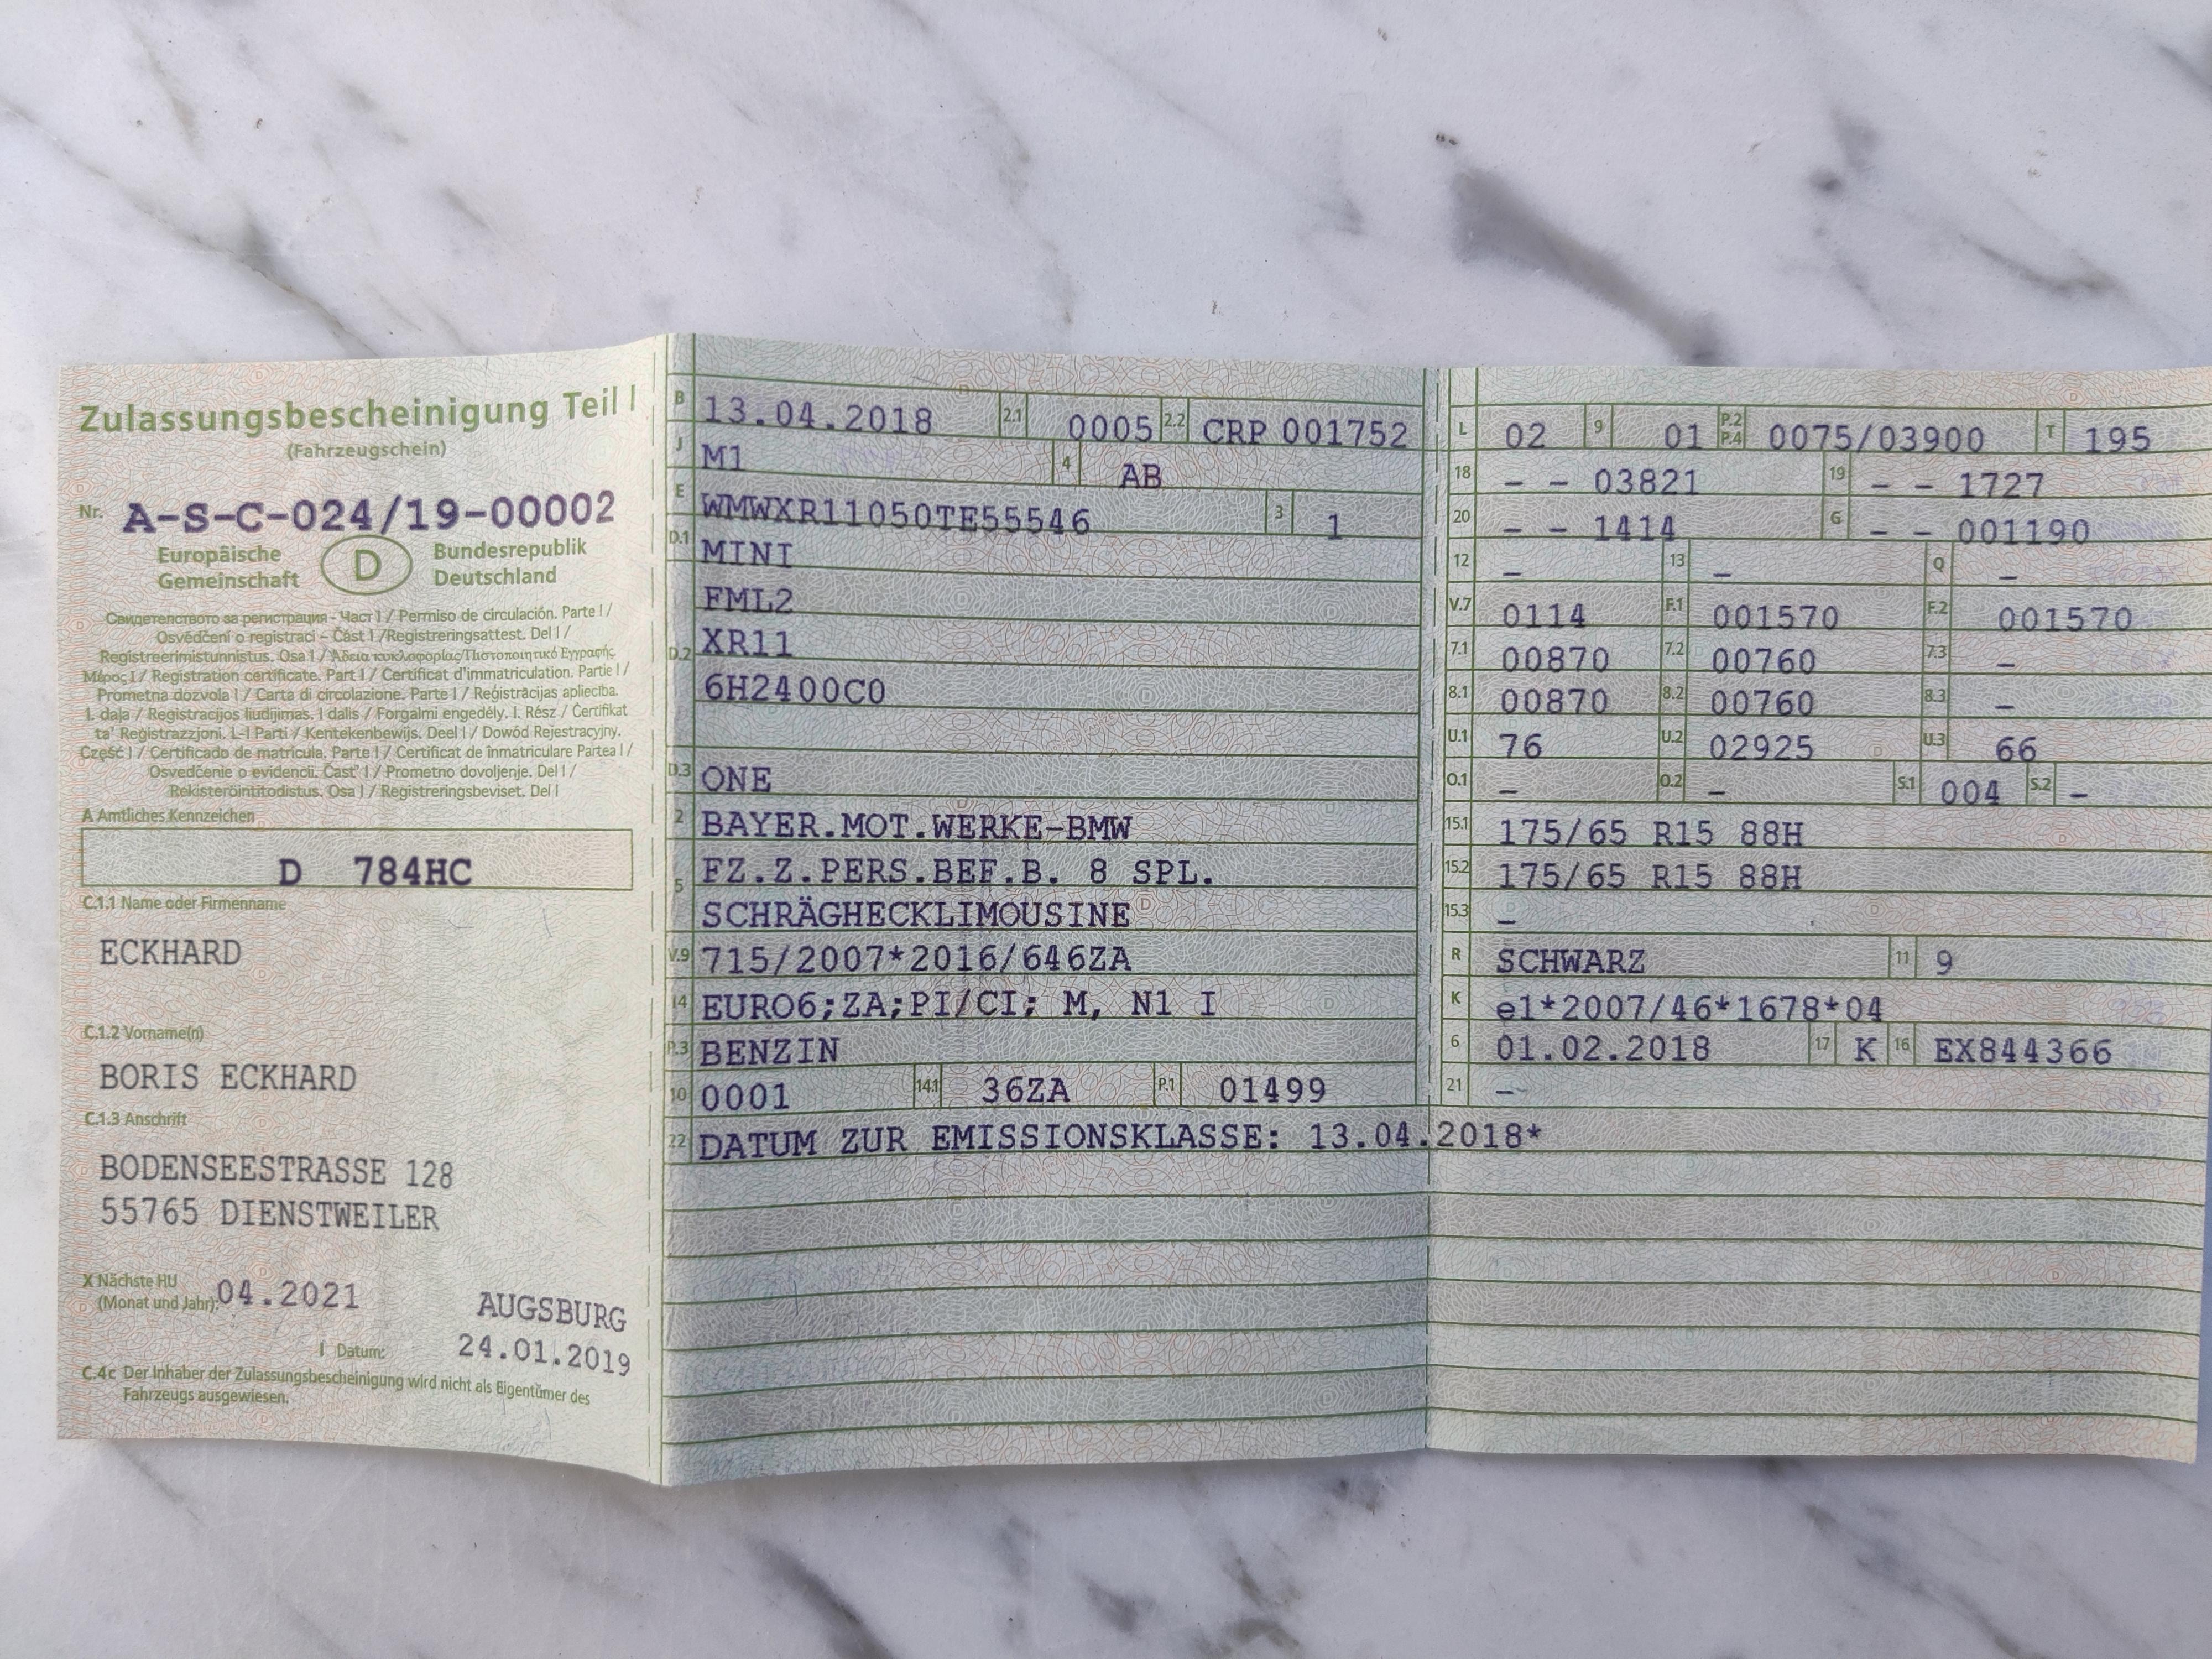 Zulassungsbescheinigung Teil I
(Fahrzeugschein)
Nr. A-S-C-024/19-00002
Europäische Gemeinschaft D Bundesrepublik Deutschland
Свидетелство за регистрация - Част I / Permiso de circulación. Parte I /
Osvědčení o registraci – Část I /Registreringsattest. Del I /
Registreerimistunnistus. Osa I / Άδεια κυκλοφορίας/Πιστοποιητικό Εγγραφής.
Μέρος I / Registration certificate. Part I / Certificat d'immatriculation. Partie I /
Prometna dozvola I / Carta di circolazione. Parte I / Reģistrācijas apliecība.
I. daļa / Registracijos liudijimas. I dalis / Forgalmi engedély. I. Rész / Ċertifikat
ta' Reġistrazzjoni. L-I Parti / Kentekenbewijs. Deel I / Dowód Rejestracyjny.
Część I / Certificado de matrícula. Parte I / Certificat de înmatriculare Partea I /
Osvedčenie o evidencii. Časť I / Prometno dovoljenje. Del I /
Rekisteröintitodistus. Osa I / Registreringsbeviset. Del I
A Amtliches Kennzeichen
D 784HC
C.1.1 Name oder Firmenname
ECKHARD
C.1.2 Vorname(n)
BORIS ECKHARD
C.1.3 Anschrift
BODENSEESTRASSE 128
55765 DIENSTWEILER
X Nächste HU
(Monat und Jahr): 04.2021
AUGSBURG
I Datum: 24.01.2019
C.4c Der Inhaber der Zulassungsbescheinigung wird nicht als Eigentümer des
Fahrzeugs ausgewiesen.
B 13.04.2018 2.1 0005 2.2 CRP 001752
J M1 4 AB
E WMWXR11050TE55546 3 1
D.1 MINI
FML2
D.2 XR11
6H2400C0
D.3 ONE
2 BAYER.MOT.WERKE-BMW
5 FZ.Z.PERS.BEF.B. 8 SPL.
SCHRÄGHECKLIMOUSINE
V.9 715/2007*2016/646ZA
14 EURO6;ZA;PI/CI; M, N1 I
P.3 BENZIN
10 0001 14.1 36ZA P.1 01499
22 DATUM ZUR EMISSIONSKLASSE: 13.04.2018*
L 02 9 01 P.2 P.4 0075/03900 T 195
18 – – 03821 19 – – 1727
20 – – 1414 G – – 001190
12 – 13 – Q –
V.7 0114 F.1 001570 F.2 001570
7.1 00870 7.2 00760 7.3 –
8.1 00870 8.2 00760 8.3 –
U.1 76 U.2 02925 U.3 66
O.1 – O.2 – S.1 004 S.2 –
15.1 175/65 R15 88H
15.2 175/65 R15 88H
15.3 –
R SCHWARZ 11 9
K e1*2007/46*1678*04
6 01.02.2018 17 K 16 EX844366
21 –